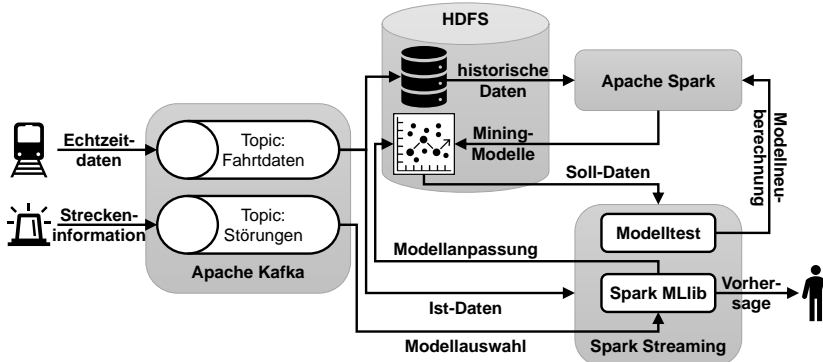 HDFS
historische
Daten
Apache Spark
Mining-
Modelle
Modellneu-
berechnung
Echtzeit-
daten
Topic:
Fahrtdaten
Soll-Daten
Strecken-
information
Topic:
Störungen
Modelltest
Apache Kafka
Modellanpassung
Spark MLlib
Vorher-
sage
Ist-Daten
Modellauswahl
Spark Streaming